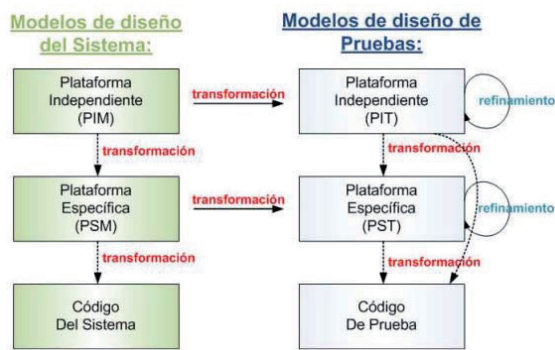 Modelos de diseño
del Sistema:
Modelos de diseño de
Pruebas:
Plataforma
Independiente
(PIM)
transformación
Plataforma
Independiente
(PIT)
refinamiento
transformación
transformación
Plataforma
Específica
(PSM)
transformación
Plataforma
Específica
(PST)
refinamiento
transformación
transformación
Código
Del Sistema
Código
De Prueba